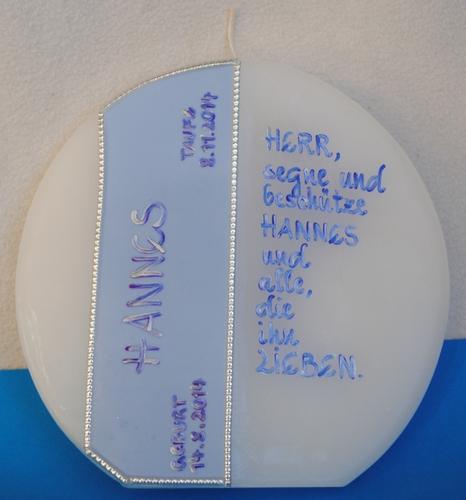 TAUFE
8.11.2014
HANNES
GEBURT
14.8.2014
HERR,
segne und
beschütze
HANNES
und
alle,
die
ihn
LIEBEN.